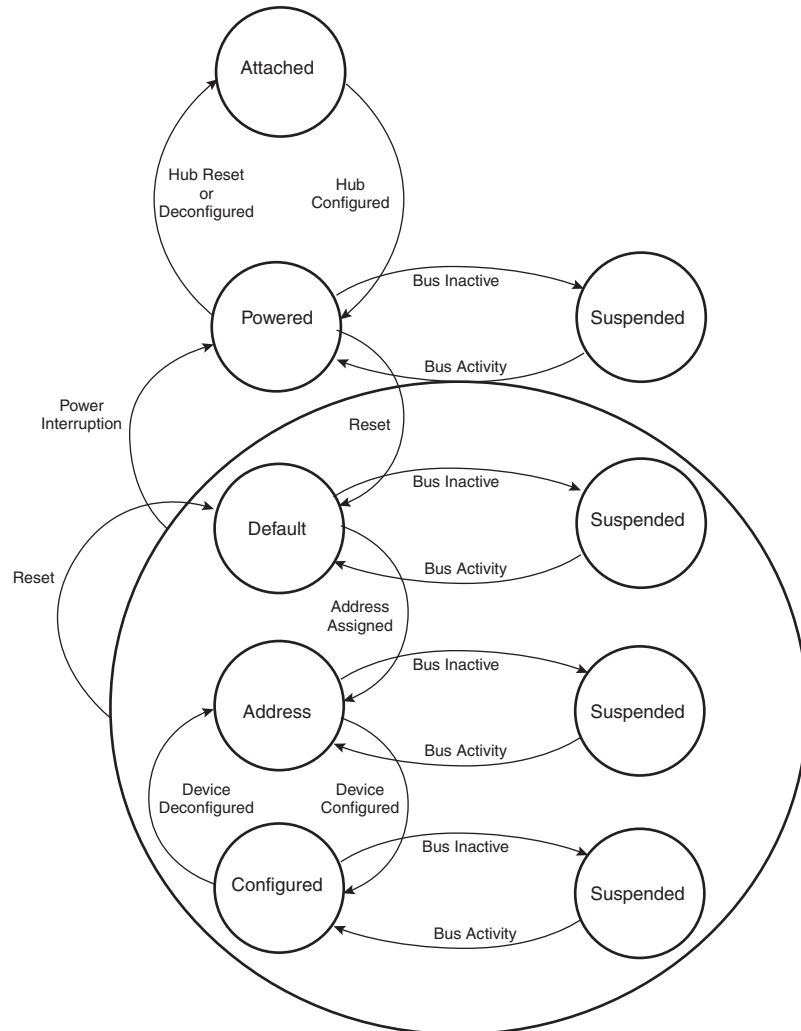 Attached
Hub Reset
or
Deconfigured
Hub
Configured
Bus Inactive
Powered
Suspended
Bus Activity
Power
Interruption
Reset
Bus Inactive
Default
Suspended
Bus Activity
Reset
Address
Assigned
Bus Inactive
Address
Suspended
Bus Activity
Device
Deconfigured
Device
Configured
Bus Inactive
Configured
Suspended
Bus Activity